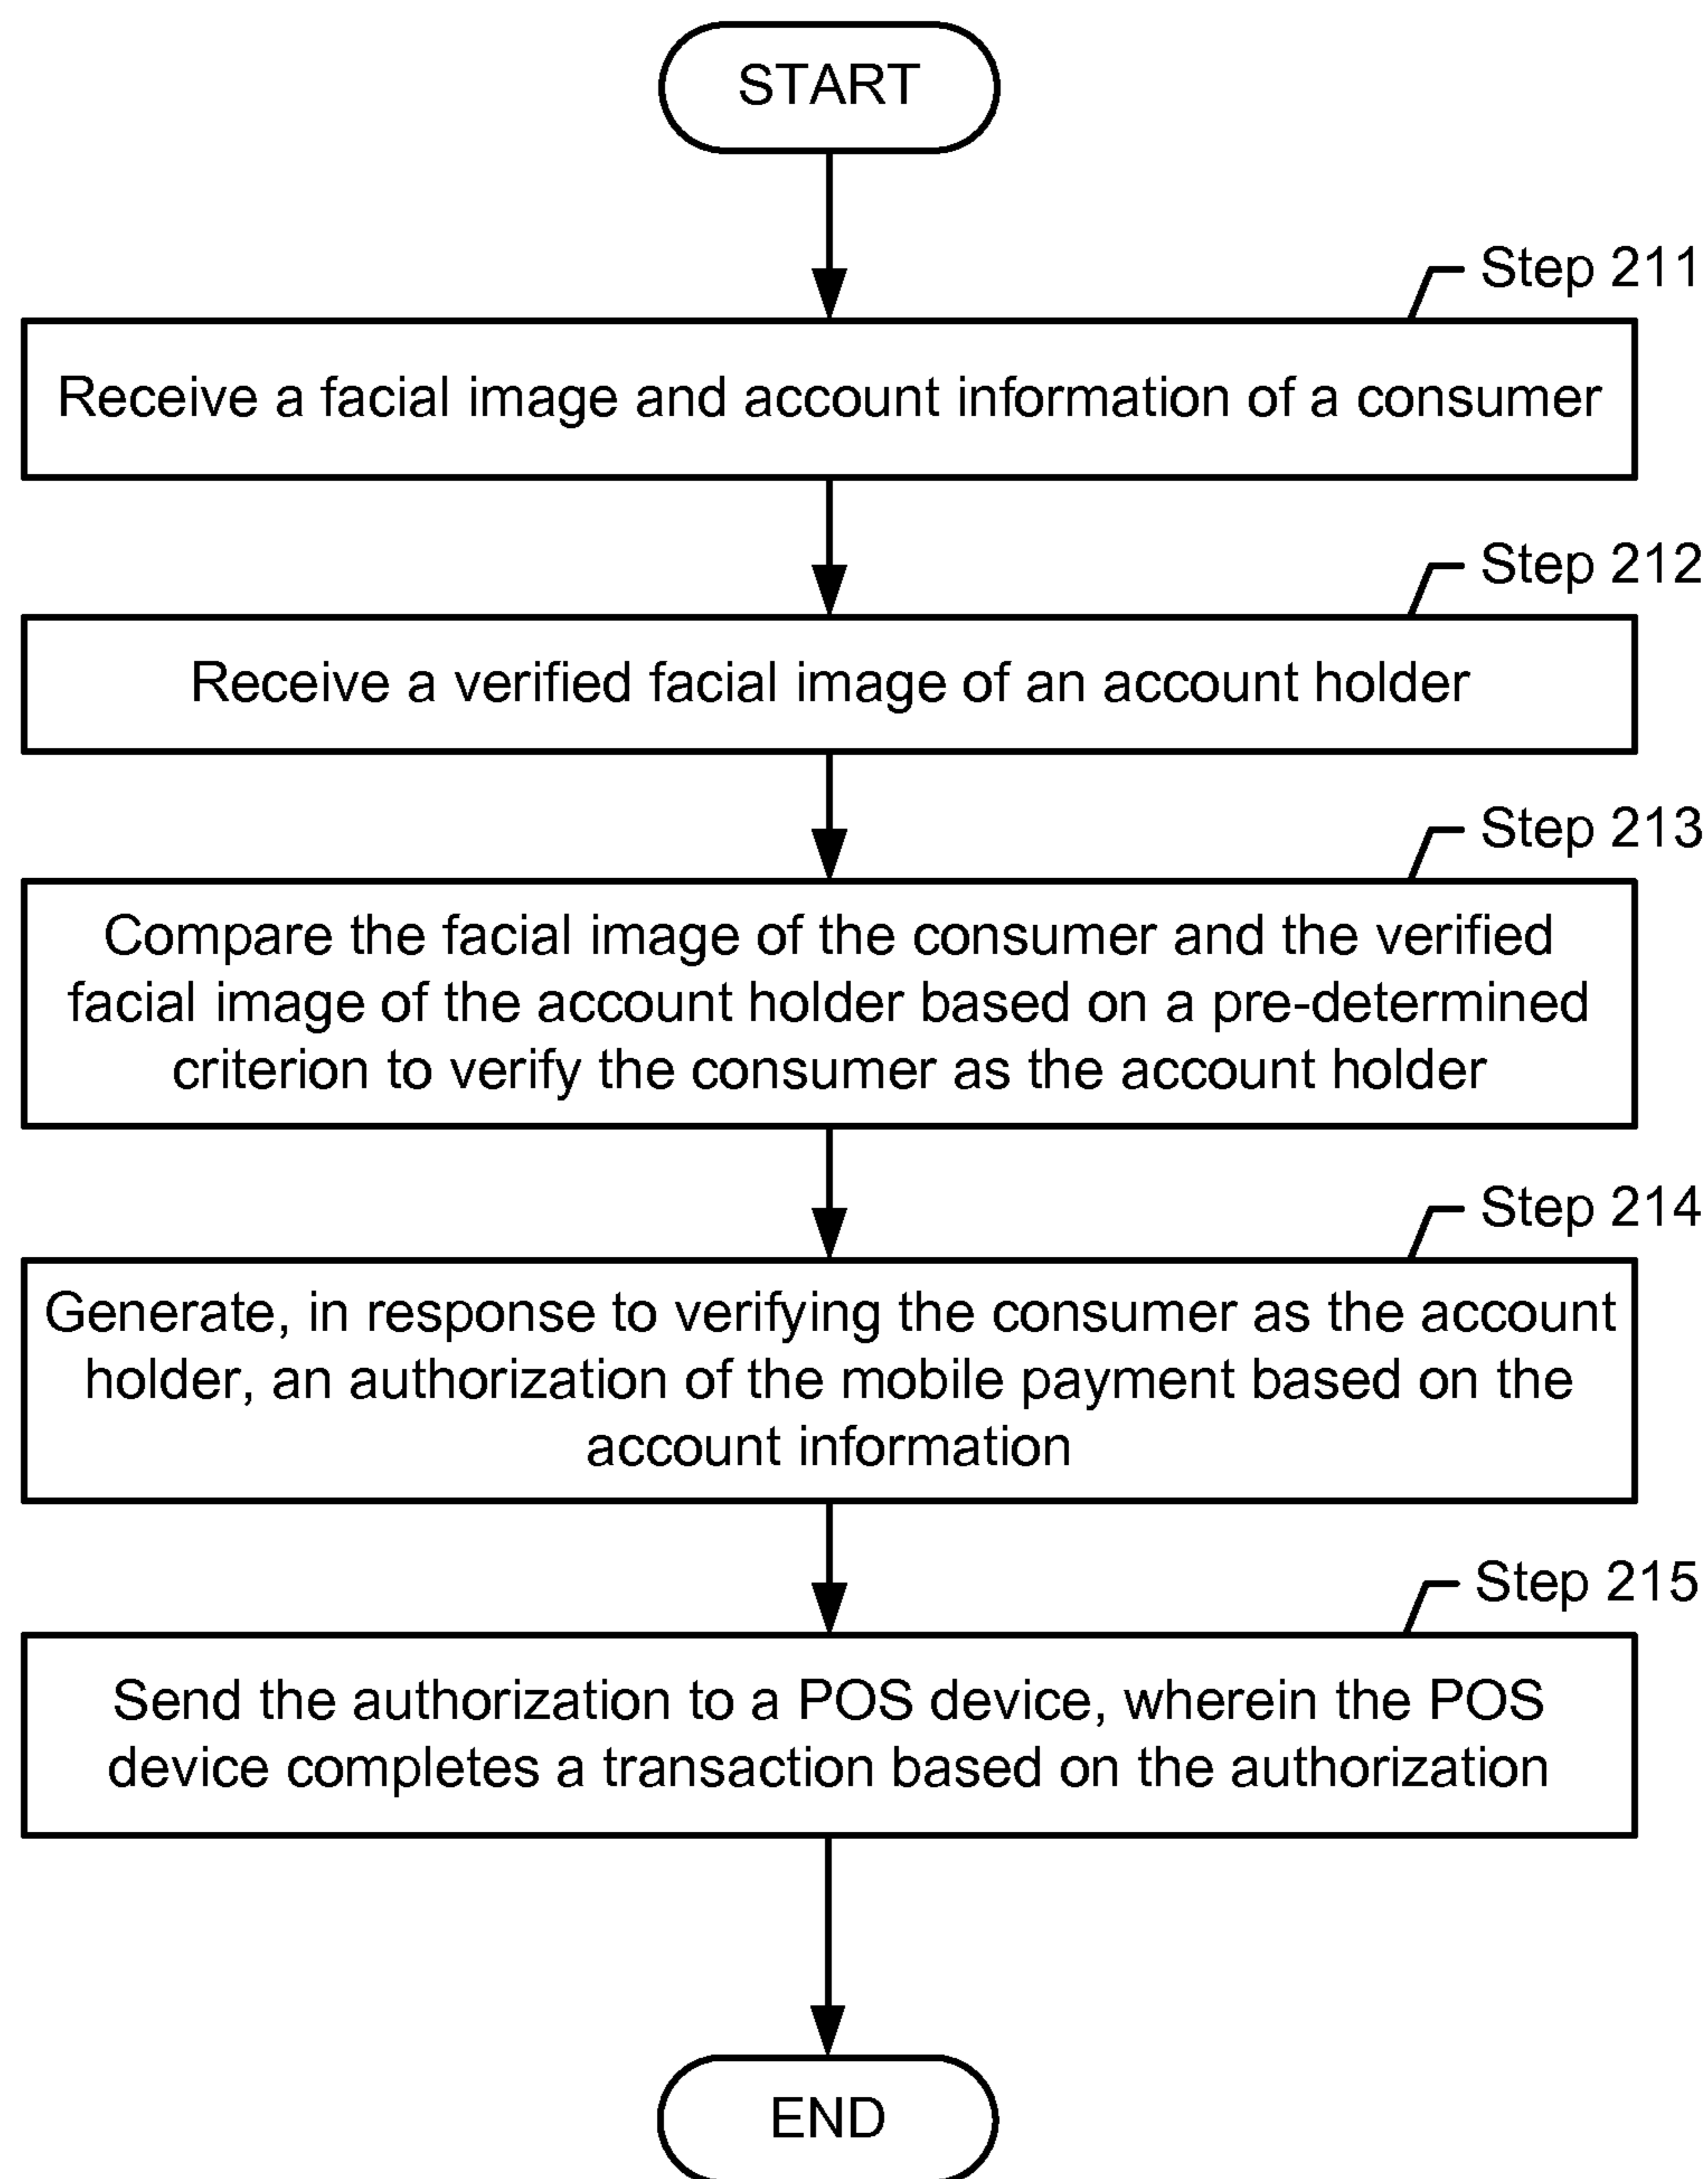 START
Step 211
Receive a facial image and account information of a consumer
Step 212
Receive a verified facial image of an account holder
Step 213
Compare the facial image of the consumer and the verified
facial image of the account holder based on a pre-determined
criterion to verify the consumer as the account holder
Step 214
Generate, in response to verifying the consumer as the account
holder, an authorization of the mobile payment based on the
account information
Step 215
Send the authorization to a POS device, wherein the POS
device completes a transaction based on the authorization
END